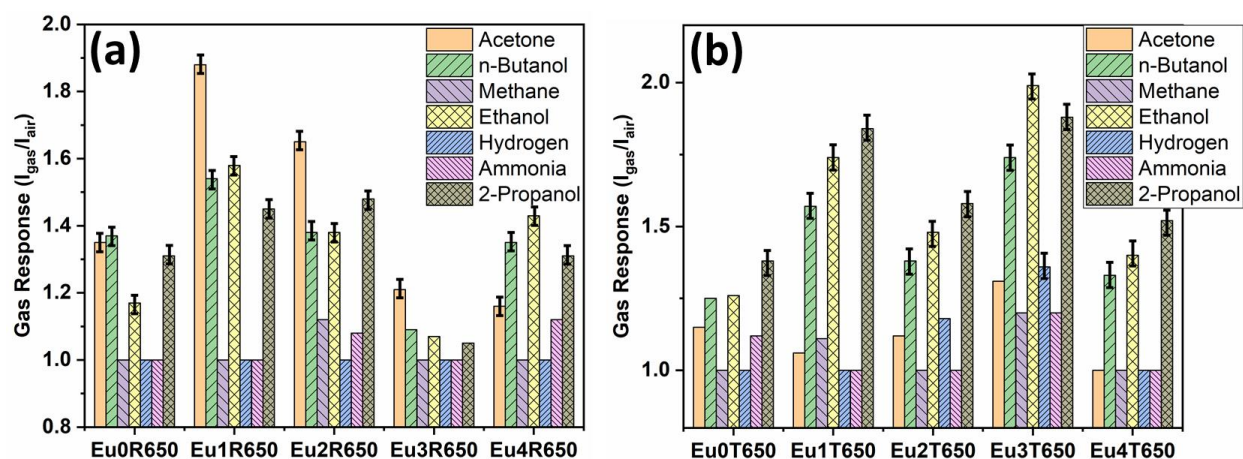 (a)
Gas Response (Igas/Iair)
2.0
1.8
1.6
1.4
1.2
1.0
0.8
Acetone
n-Butanol
Methane
Ethanol
Hydrogen
Ammonia
2-Propanol
Eu0R650 Eu1R650 Eu2R650 Eu3R650 Eu4R650
(b)
Gas Response (Igas/Iair)
2.0
1.5
1.0
Acetone
n-Butanol
Methane
Ethanol
Hydrogen
Ammonia
2-Propanol
Eu0T650 Eu1T650 Eu2T650 Eu3T650 Eu4T650